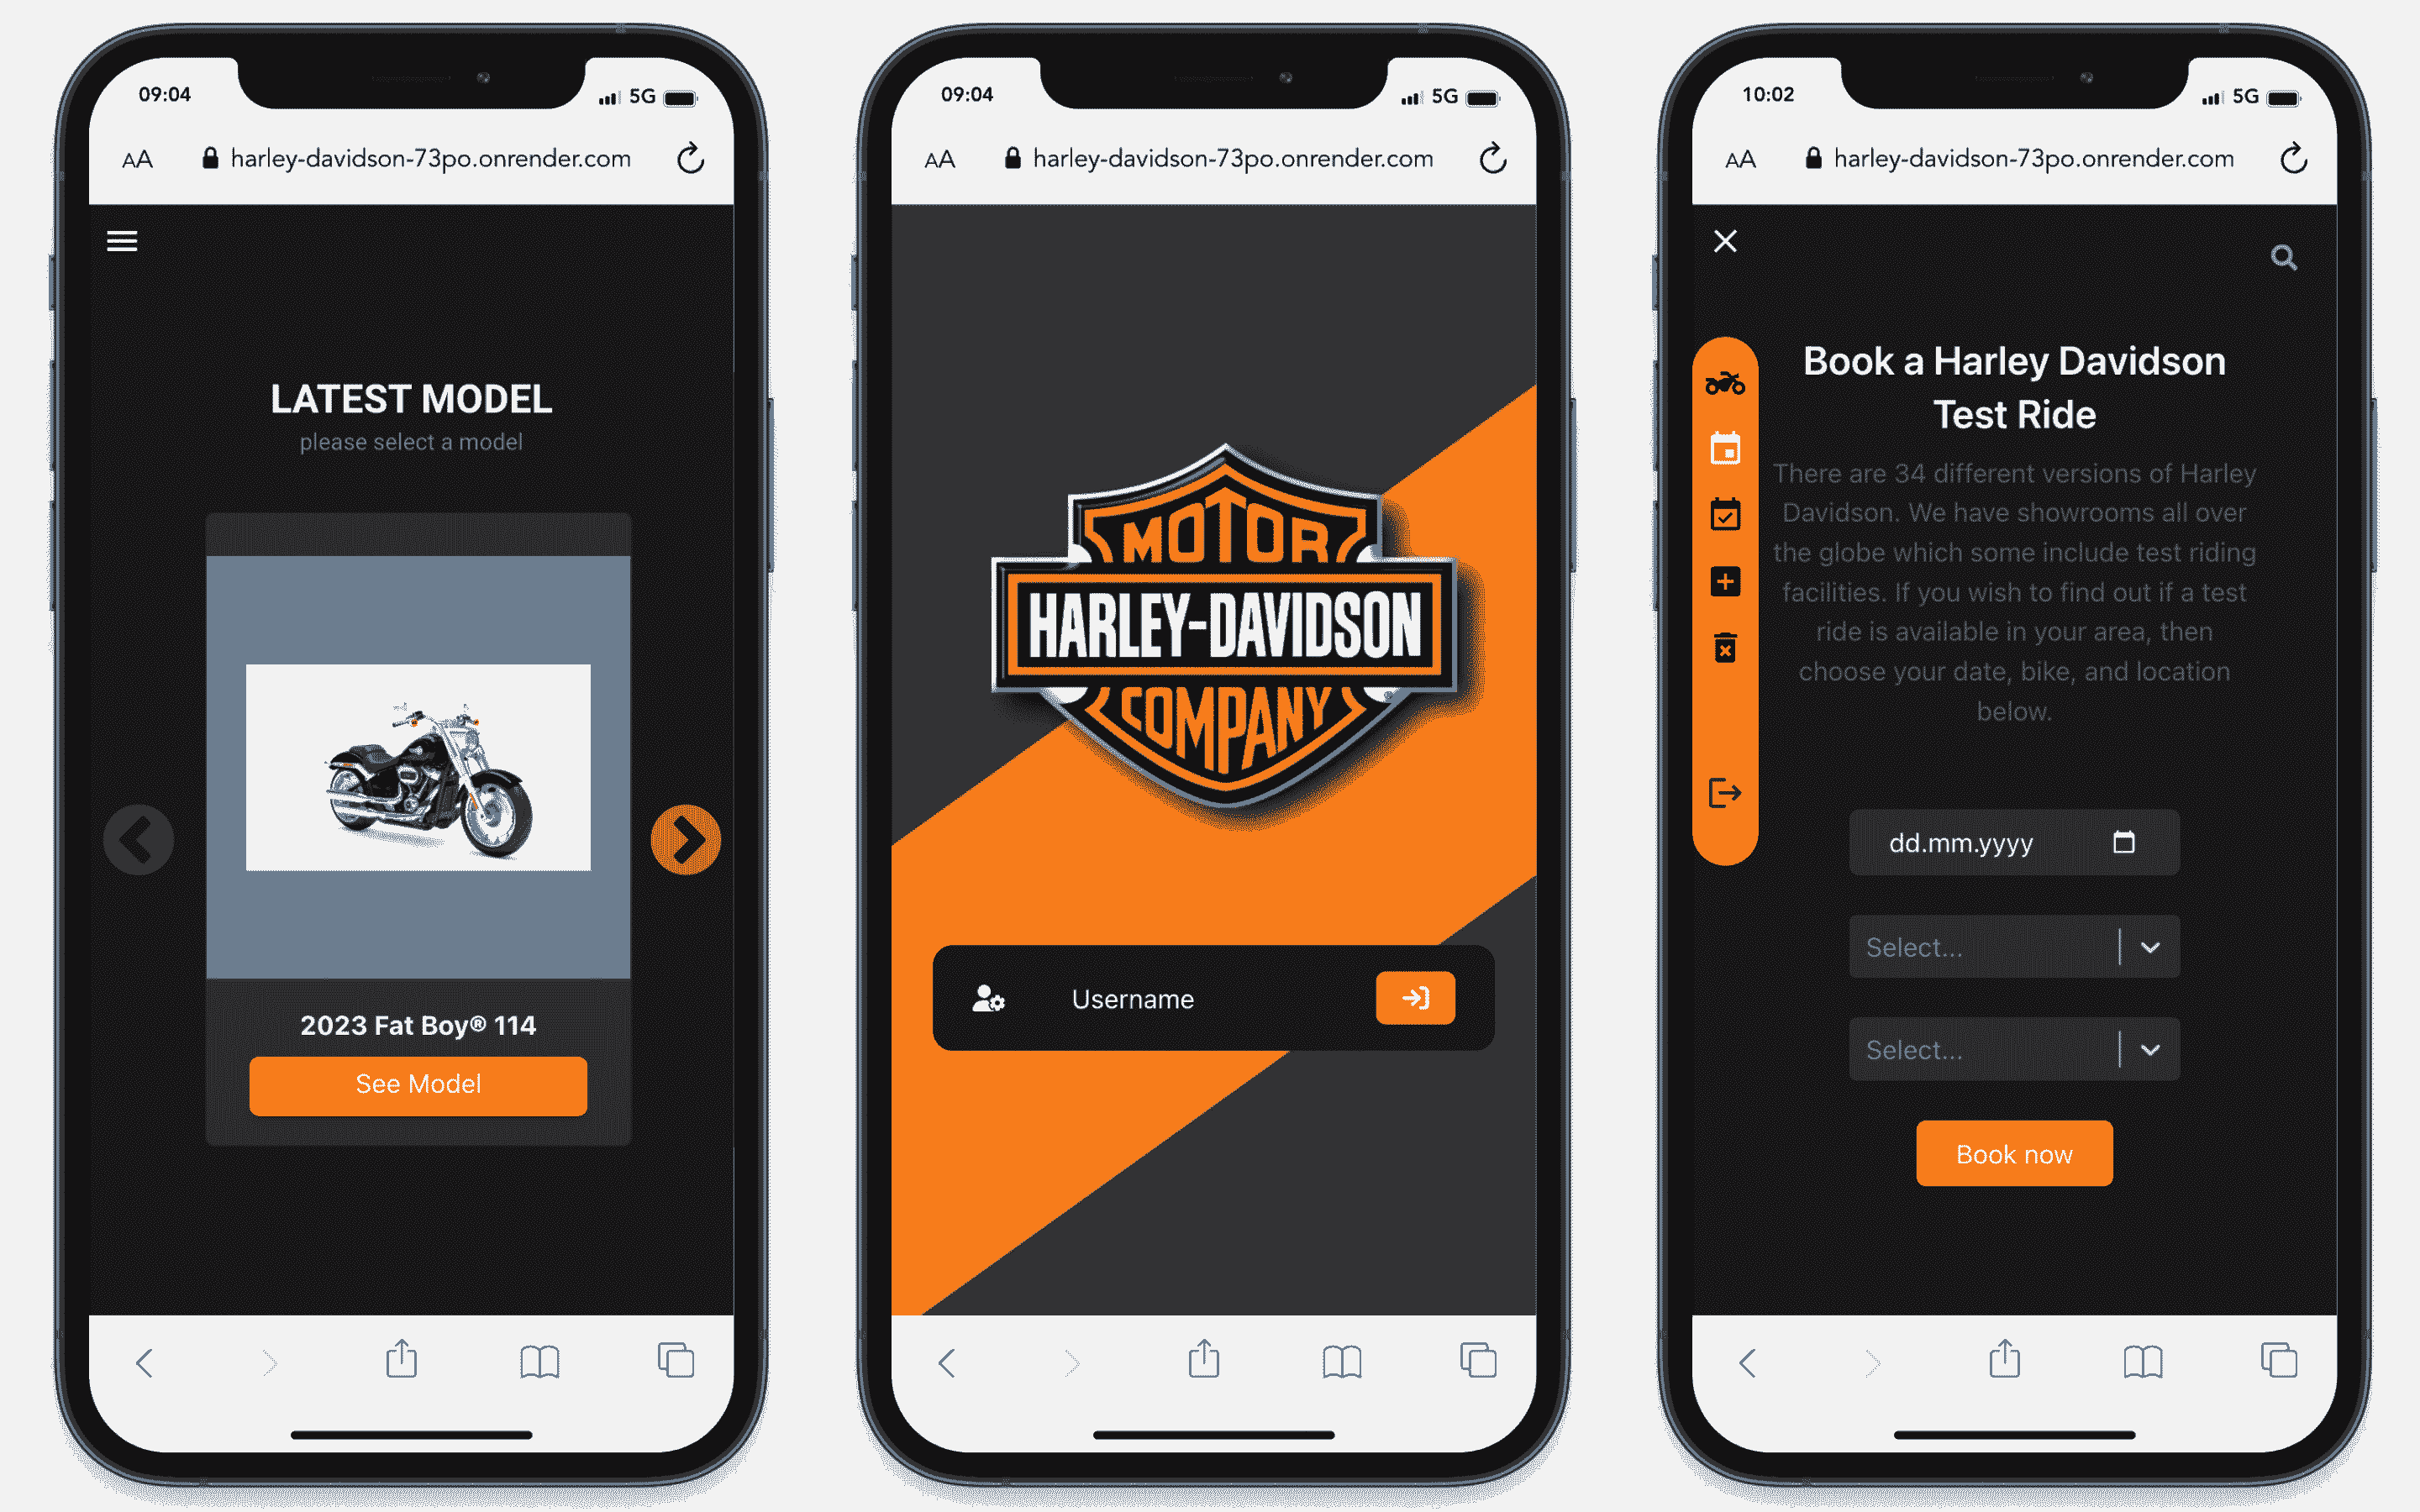 09:04
5G
AA harley-davidson-73po.onrender.com
LATEST MODEL
please select a model
2023 Fat Boy® 114
See Model
09:04
5G
AA harley-davidson-73po.onrender.com
MOTOR
HARLEY-DAVIDSON
COMPANY
Username
10:02
5G
AA harley-davidson-73po.onrender.com
Book a Harley Davidson
Test Ride
There are 34 different versions of Harley
Davidson. We have showrooms all over
the globe which some include test riding
facilities. If you wish to find out if a test
ride is available in your area, then
choose your date, bike, and location
below.
dd.mm.yyyy
Select...
Select...
Book now